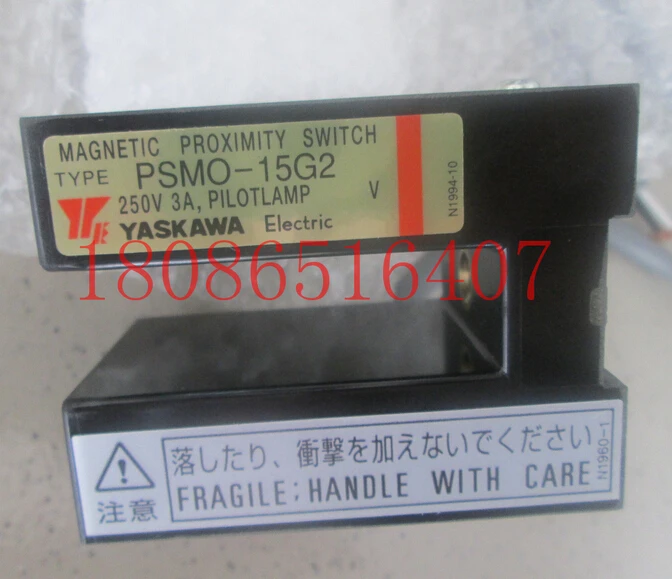 MAGNETIC PROXIMITY SWITCH
TYPE PSMO-15G2
250V 3A, PILOTLAMP V
YE YASKAWA Electric
N1994-10
18086516407
落したり、衝撃を加えないでください
注意 FRAGILE; HANDLE WITH CARE
N1960-1